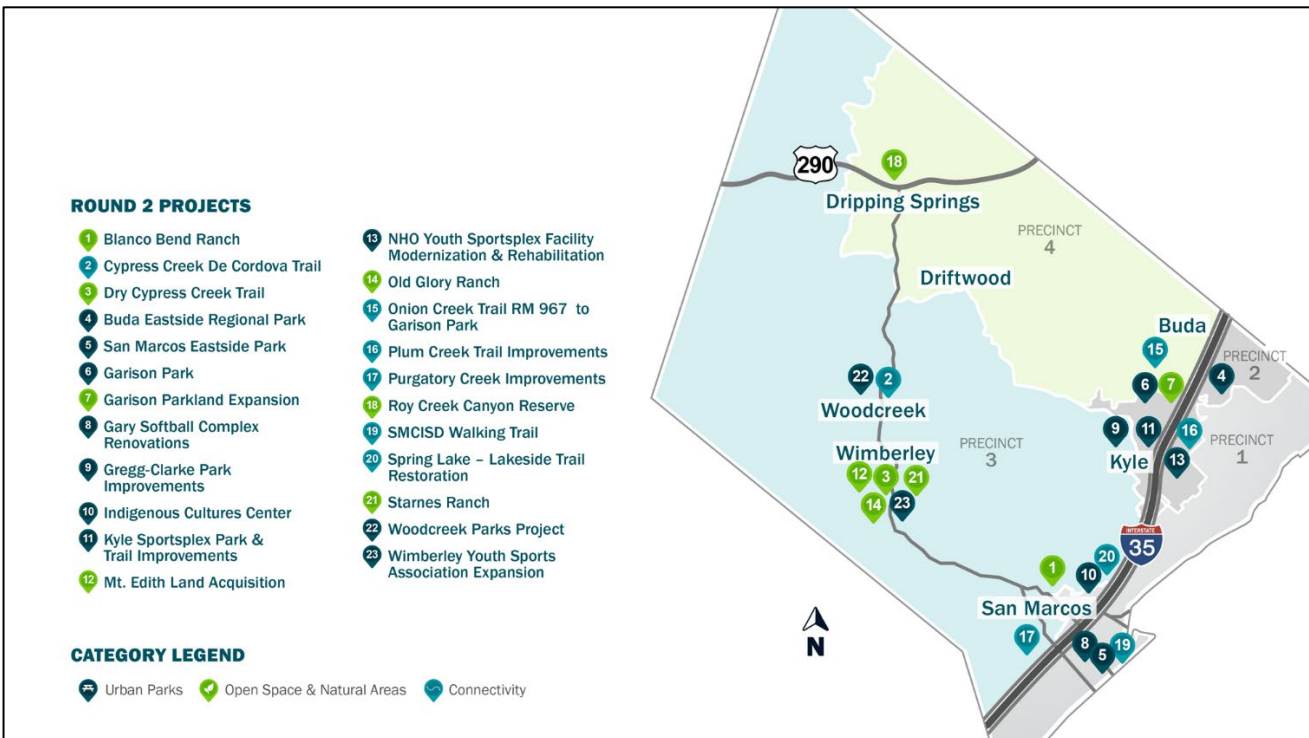 ROUND 2 PROJECTS
1 Blanco Bend Ranch
2 Cypress Creek De Cordova Trail
3 Dry Cypress Creek Trail
4 Buda Eastside Regional Park
5 San Marcos Eastside Park
6 Garison Park
7 Garison Parkland Expansion
8 Gary Softball Complex
Renovations
9 Gregg-Clarke Park
Improvements
10 Indigenous Cultures Center
11 Kyle Sportsplex Park &
Trail Improvements
12 Mt. Edith Land Acquisition
13 NHO Youth Sportsplex Facility
Modernization & Rehabilitation
14 Old Glory Ranch
15 Onion Creek Trail RM 967 to
Garison Park
16 Plum Creek Trail Improvements
17 Purgatory Creek Improvements
18 Roy Creek Canyon Reserve
19 SMCISD Walking Trail
20 Spring Lake – Lakeside Trail
Restoration
21 Starnes Ranch
22 Woodcreek Parks Project
23 Wimberley Youth Sports
Association Expansion
CATEGORY LEGEND
Urban Parks
Open Space & Natural Areas
Connectivity
290
18
Dripping Springs
PRECINCT
4
Driftwood
Buda
15
PRECINCT
2
6
7
4
22
2
Woodcreek
9
11
16
Kyle
13
PRECINCT
1
Wimberley
PRECINCT
3
12
3
21
14
23
INTERSTATE
35
1
10
20
San Marcos
17
8
5
19
N